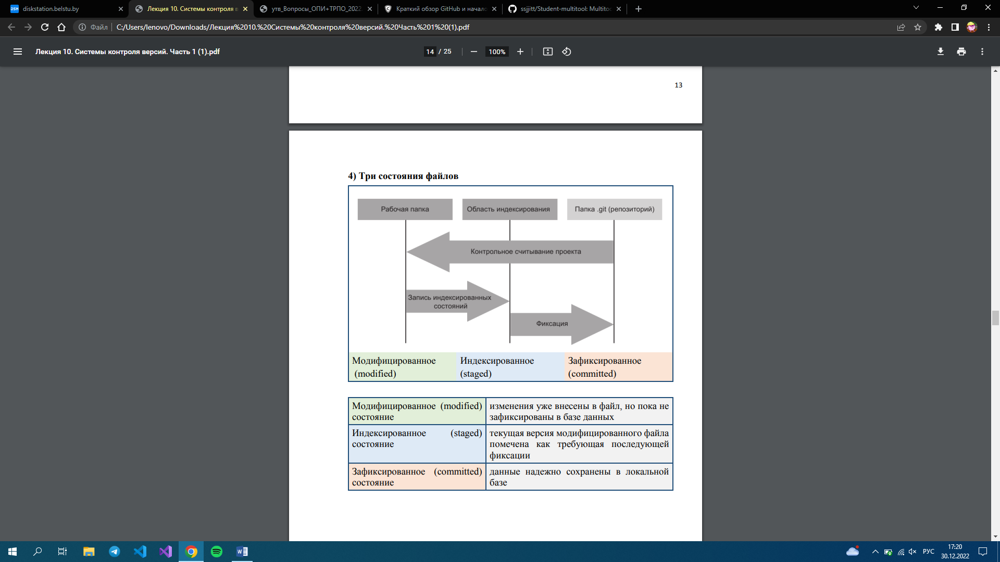 diskstation.belstu.by
Лекция 10. Системы контроля в
утв_Вопросы_ОПИ+ТРПО_2022
Краткий обзор GitHub и начало
ssjjitt/Student-multitool: Multitoo
Файл
C:/Users/lenovo/Downloads/Лекция%2010.%20Системы%20контроля%20версий.%20Часть%201%20(1).pdf
Лекция 10. Системы контроля версий. Часть 1 (1).pdf
14 / 25
100%
13
4) Три состояния файлов
Рабочая папка
Область индексирования
Папка .git (репозиторий)
Контрольное считывание проекта
Запись индексированных
состояний
Фиксация
Модифицированное
(modified)
Индексированное
(staged)
Зафиксированное
(committed)
Модифицированное (modified)
состояние
изменения уже внесены в файл, но пока не
зафиксированы в базе данных
Индексированное (staged)
состояние
текущая версия модифицированного файла
помечена как требующая последующей
фиксации
Зафиксированное (committed)
состояние
данные надежно сохранены в локальной
базе
РУС
17:20
30.12.2022